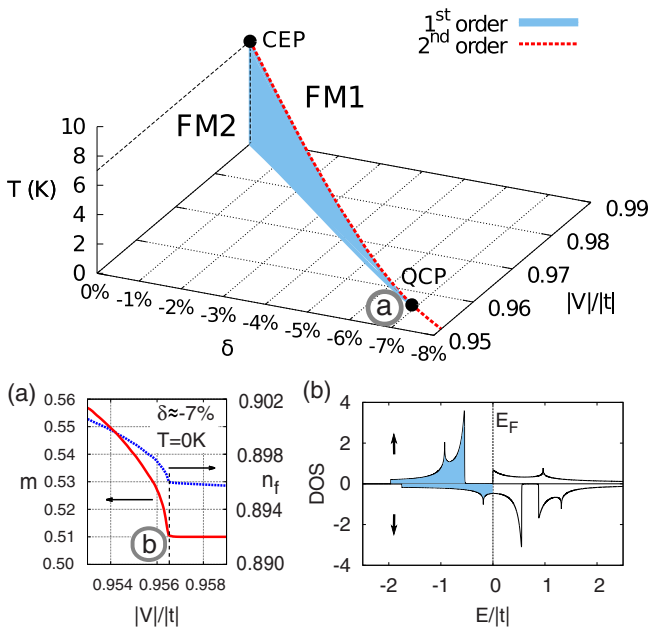 1st order
2nd order
CEP
FM1
FM2
10
8
6
4
2
0
T (K)
0% -1% -2% -3% -4% -5% -6% -7% -8%
δ
QCP
a
0.99
0.98
0.97
0.96
0.95
|V|/|t|
(a)
0.56
0.55
0.54
0.53
0.52
0.51
0.50
m
δ≈-7%
T=0K
b
0.902
0.898
0.894
0.890
nf
0.954 0.956 0.958
|V|/|t|
(b)
4
2
0
-2
-4
DOS
EF
-2 -1 0 1 2
E/|t|